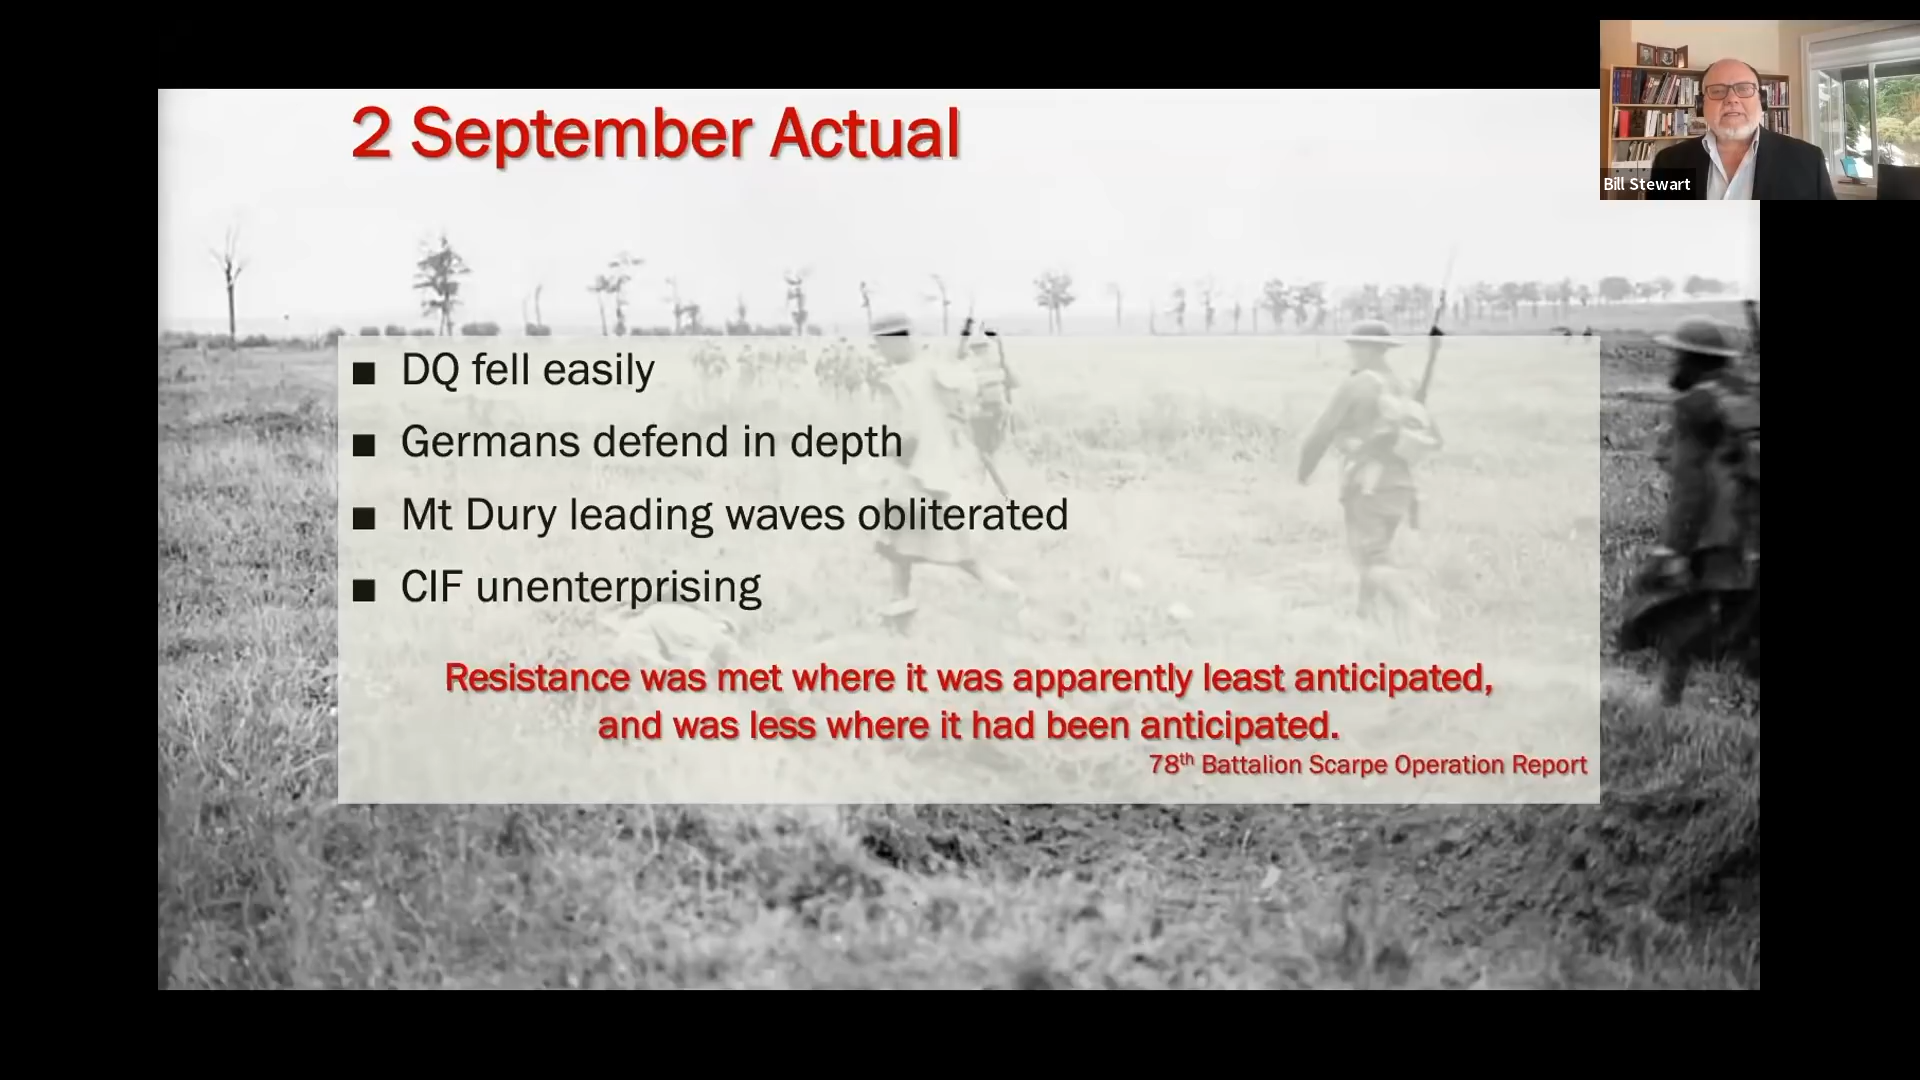 2 September Actual
Bill Stewart
■ DQ fell easily
■ Germans defend in depth
■ Mt Dury leading waves obliterated
■ CIF unenterprising
Resistance was met where it was apparently least anticipated,
and was less where it had been anticipated.
78th Battalion Scarpe Operation Report